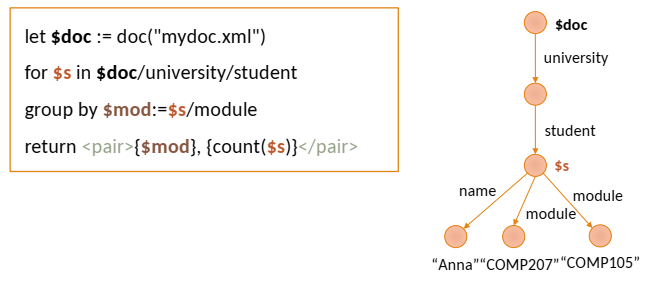 let $doc := doc("mydoc.xml")
for $s in $doc/university/student
group by $mod:=$s/module
return <pair>{$mod}, {count($s)}</pair>
$doc
university
student
$s
name
module
module
“Anna”“COMP207”“COMP105”